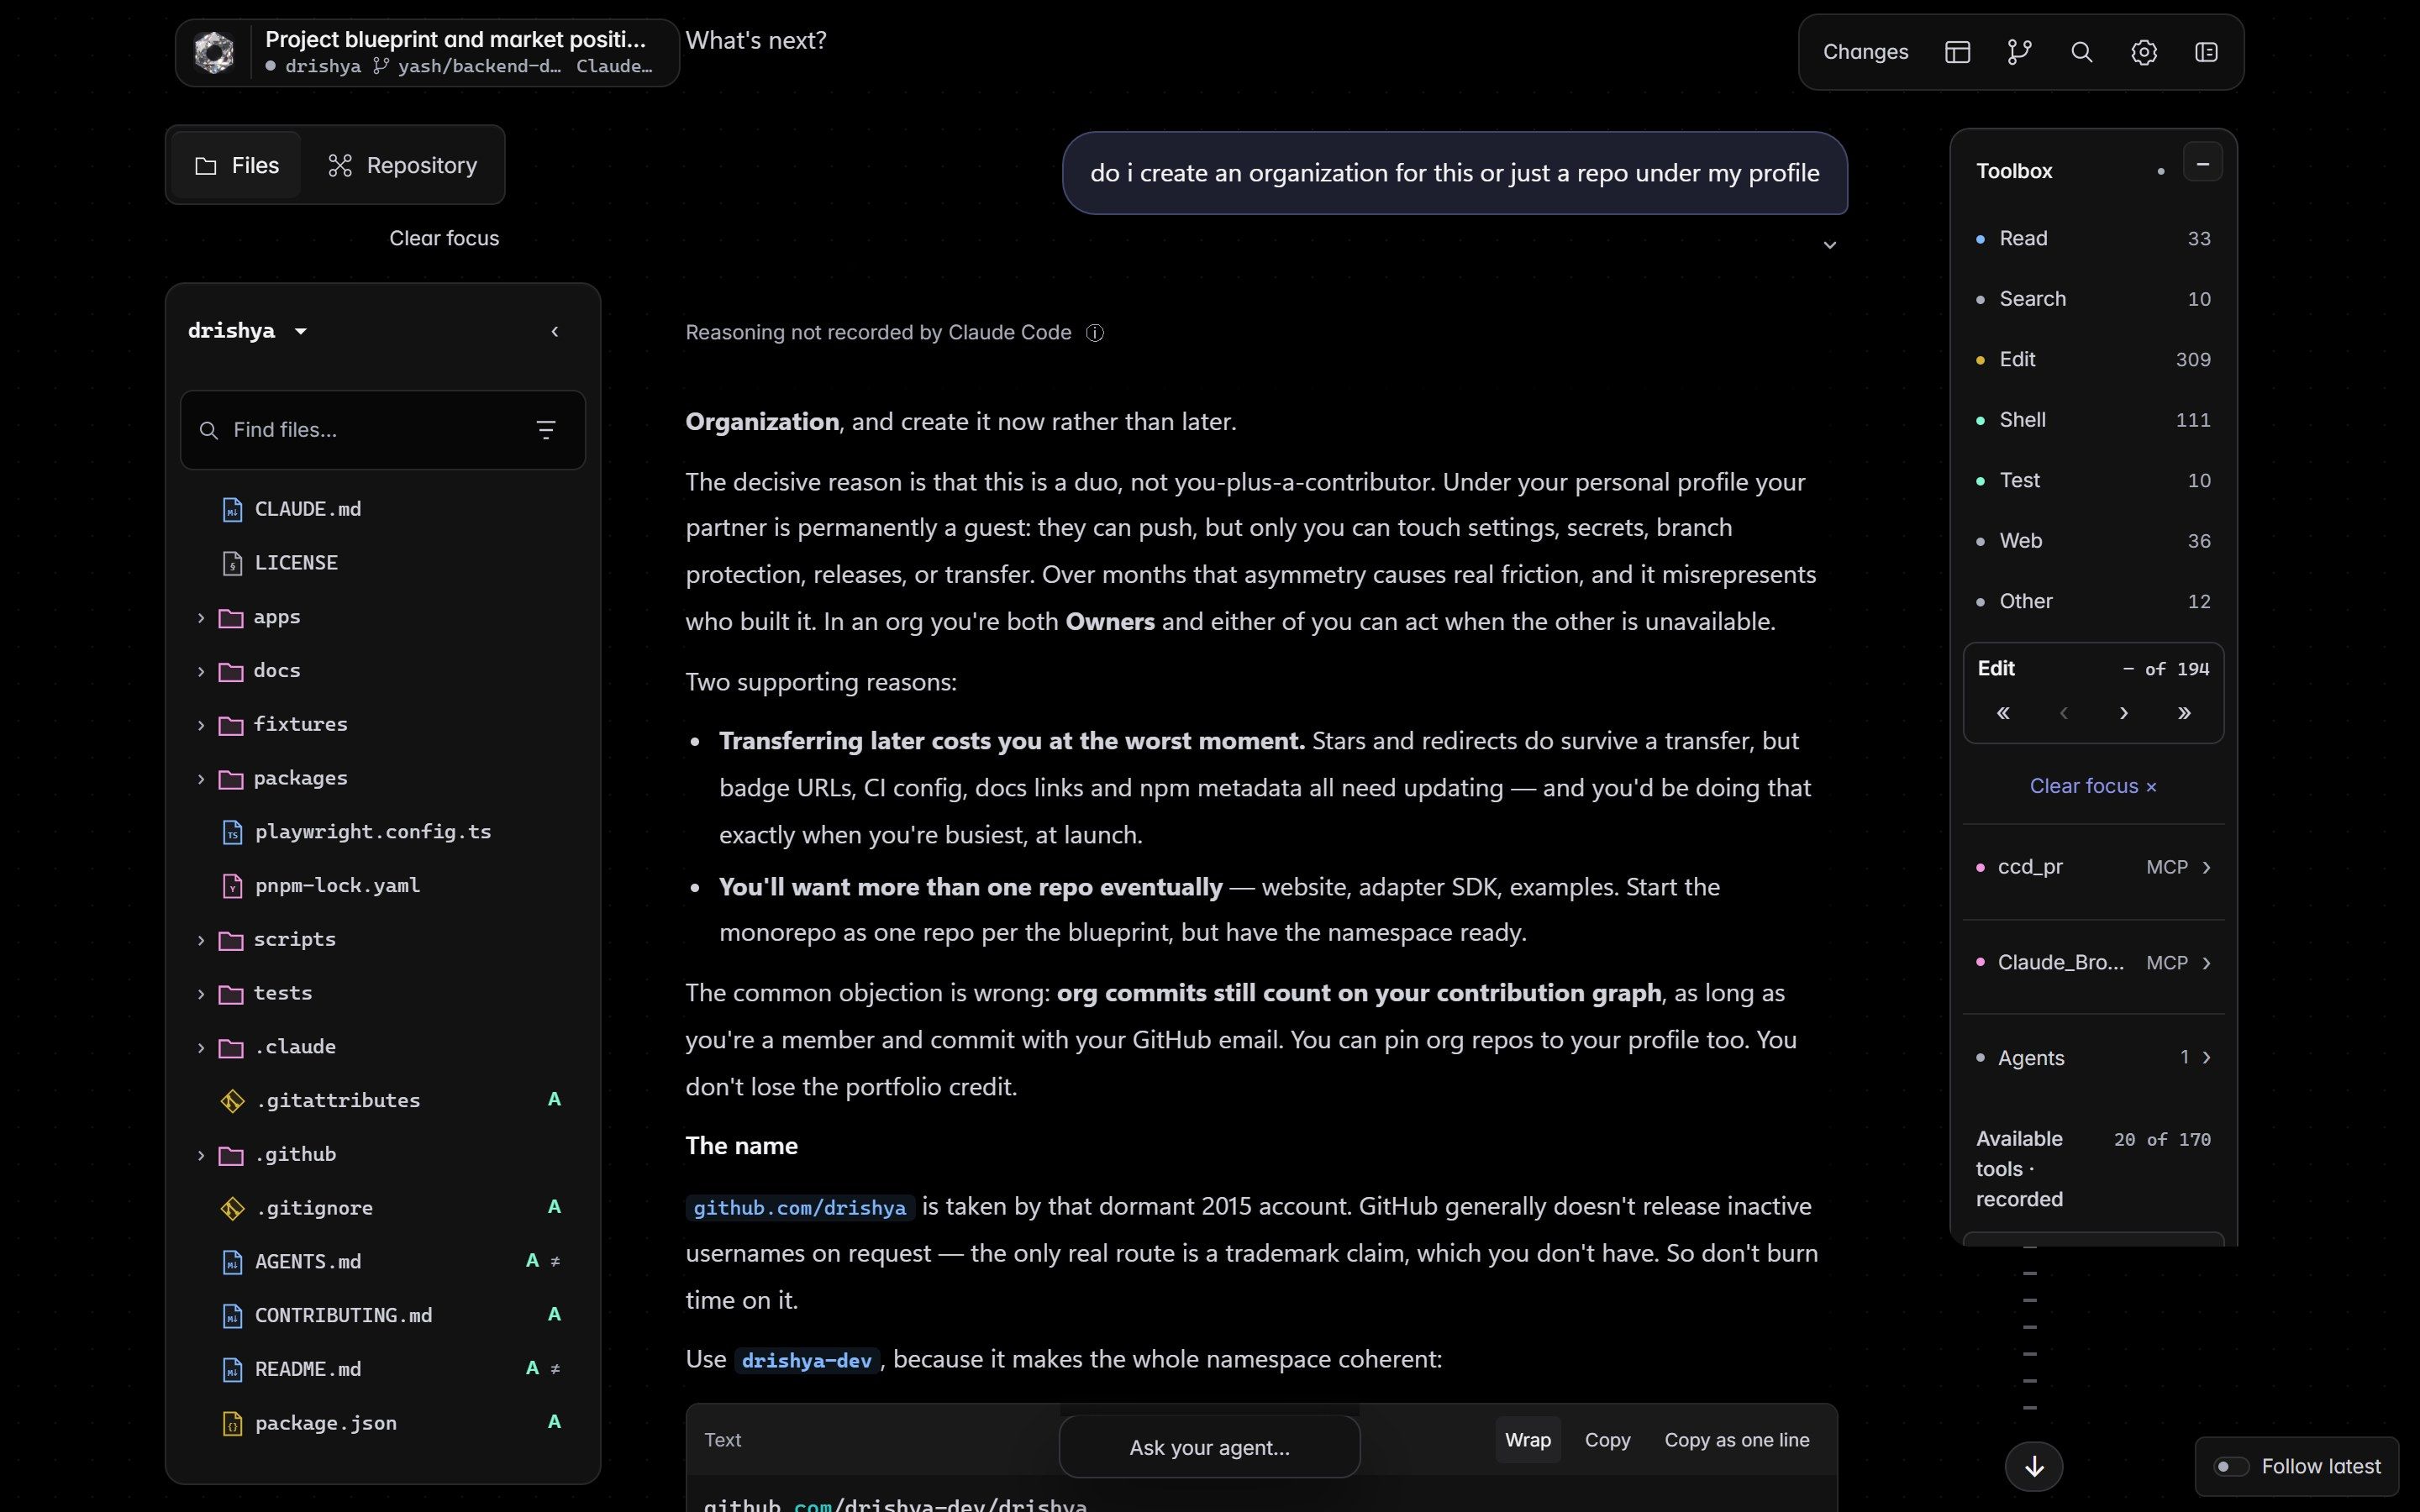 Project blueprint and market positi...
drishya yash/backend-d… Claude…
What's next?
Changes
Files
Repository
Clear focus
do i create an organization for this or just a repo under my profile
drishya
Find files...
CLAUDE.md
LICENSE
apps
docs
fixtures
packages
playwright.config.ts
pnpm-lock.yaml
scripts
tests
.claude
.gitattributes A
.github
.gitignore A
AGENTS.md A ≠
CONTRIBUTING.md A
README.md A ≠
package.json A
Reasoning not recorded by Claude Code
Organization, and create it now rather than later.
The decisive reason is that this is a duo, not you-plus-a-contributor. Under your personal profile your
partner is permanently a guest: they can push, but only you can touch settings, secrets, branch
protection, releases, or transfer. Over months that asymmetry causes real friction, and it misrepresents
who built it. In an org you're both Owners and either of you can act when the other is unavailable.
Two supporting reasons:
• Transferring later costs you at the worst moment. Stars and redirects do survive a transfer, but
badge URLs, CI config, docs links and npm metadata all need updating — and you'd be doing that
exactly when you're busiest, at launch.
• You'll want more than one repo eventually — website, adapter SDK, examples. Start the
monorepo as one repo per the blueprint, but have the namespace ready.
The common objection is wrong: org commits still count on your contribution graph, as long as
you're a member and commit with your GitHub email. You can pin org repos to your profile too. You
don't lose the portfolio credit.
The name
github.com/drishya is taken by that dormant 2015 account. GitHub generally doesn't release inactive
usernames on request — the only real route is a trademark claim, which you don't have. So don't burn
time on it.
Use drishya-dev, because it makes the whole namespace coherent:
Text
Wrap
Copy
Copy as one line
github.com/drishya-dev/drishya
Ask your agent...
Toolbox
Read 33
Search 10
Edit 309
Shell 111
Test 10
Web 36
Other 12
Edit – of 194
« ‹ › »
Clear focus ×
ccd_pr MCP ›
Claude_Bro... MCP ›
Agents 1 ›
Available 20 of 170
tools ·
recorded
Follow latest